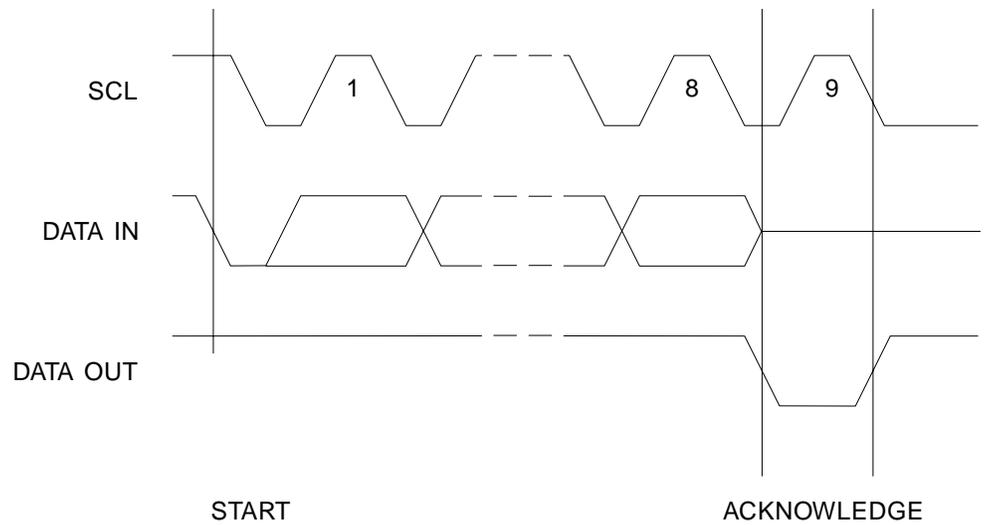 SCL
1
8
9
DATA IN
DATA OUT
START
ACKNOWLEDGE